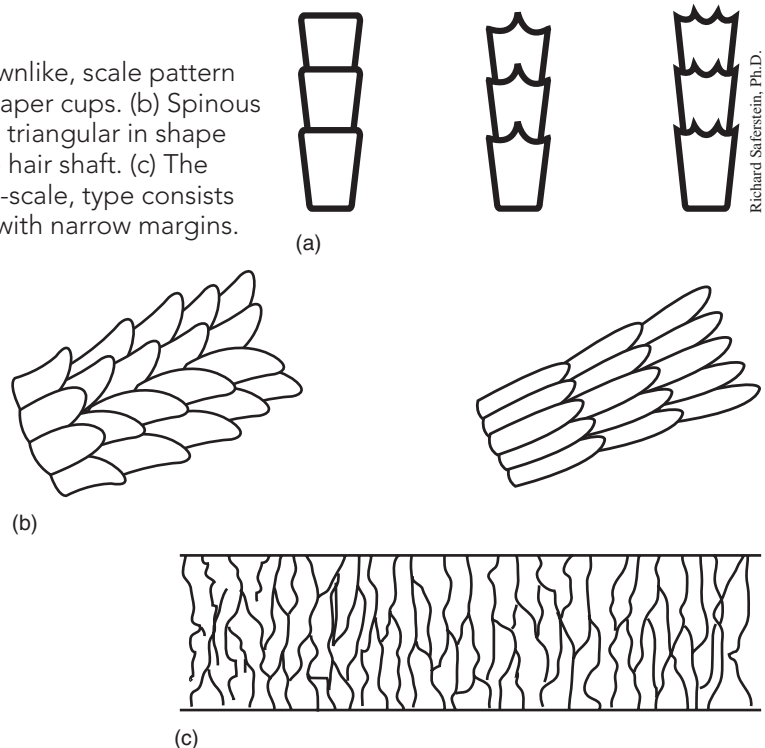 wnlike, scale pattern
aper cups. (b) Spinous
triangular in shape
hair shaft. (c) The
-scale, type consists
with narrow margins.
Richard Saferstein, Ph.D.
(a)
(b)
(c)